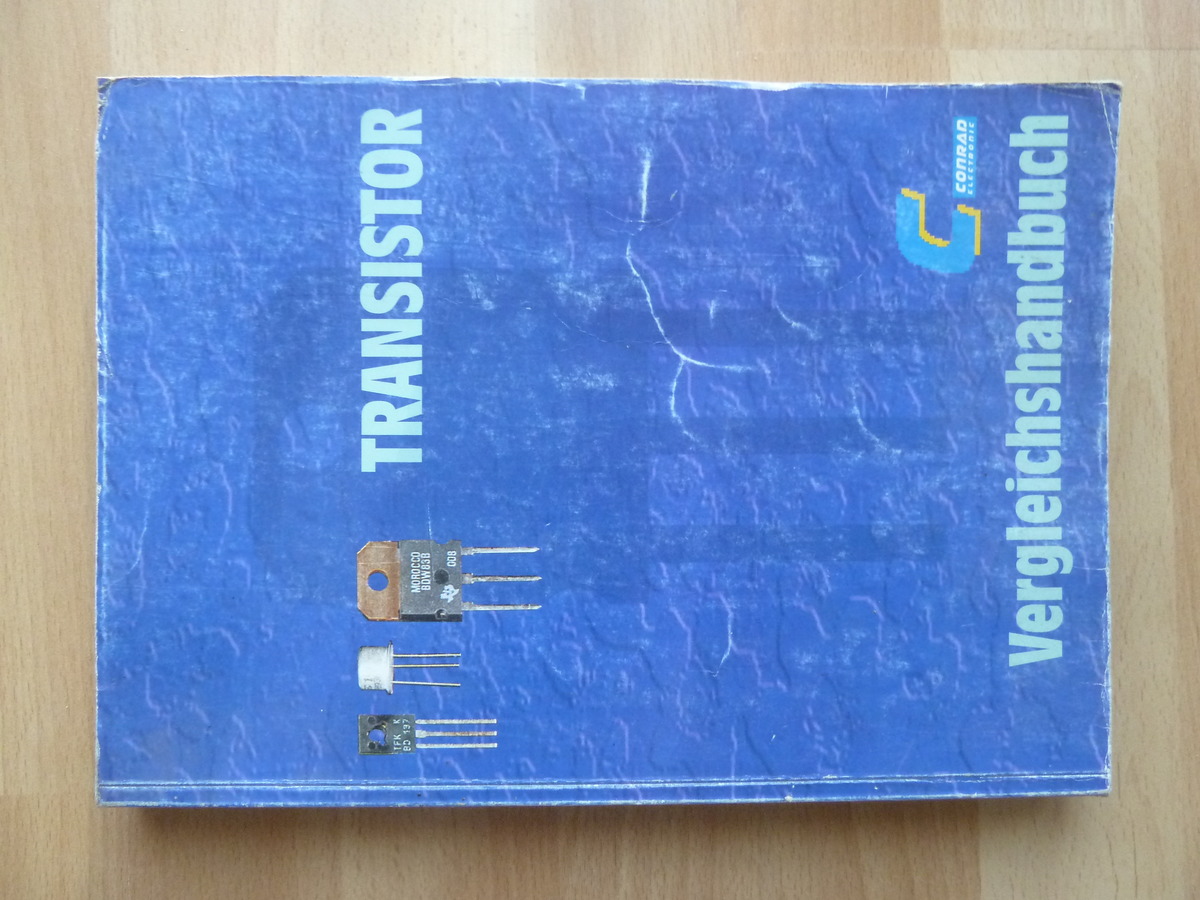 TRANSISTOR
MOROCCO
BDW83B
008
TFK K
BD 137
CONRAD
ELECTRONIC
Vergleichshandbuch